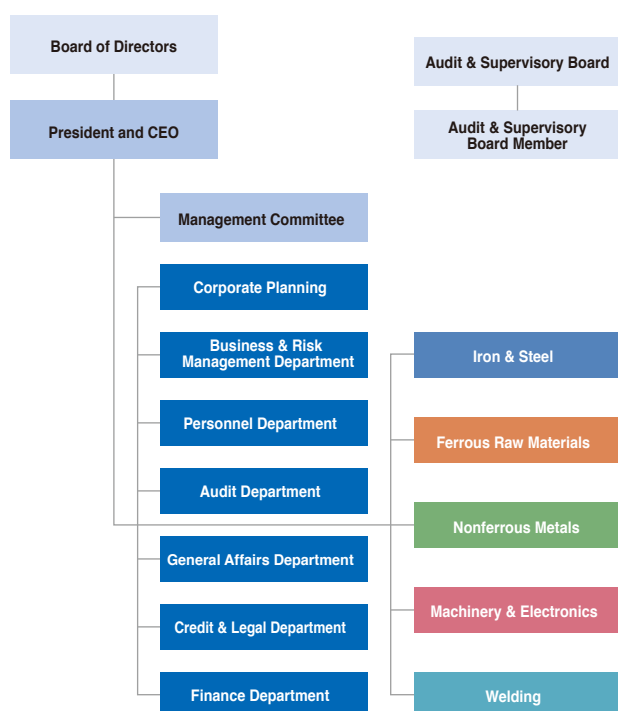 Board of Directors
President and CEO
Audit & Supervisory Board
Audit & Supervisory
Board Member
Management Committee
Corporate Planning
Business & Risk
Management Department
Personnel Department
Audit Department
General Affairs Department
Credit & Legal Department
Finance Department
Iron & Steel
Ferrous Raw Materials
Nonferrous Metals
Machinery & Electronics
Welding